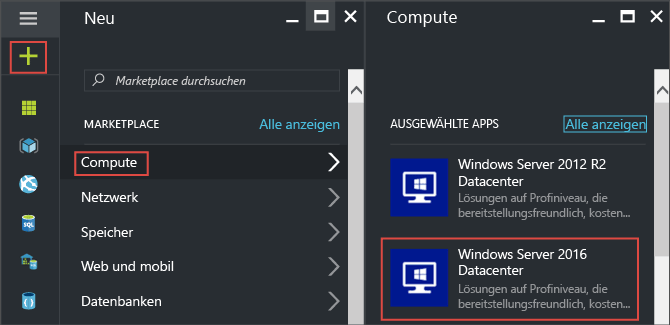 Neu
Marketplace durchsuchen
MARKETPLACE Alle anzeigen
Compute
Netzwerk
Speicher
Web und mobil
Datenbanken
Compute
AUSGEWÄHLTE APPS Alle anzeigen
Windows Server 2012 R2
Datacenter
Lösungen auf Profiniveau, die
bereitstellungsfreundlich, kosten...
Windows Server 2016
Datacenter
Lösungen auf Profiniveau, die
bereitstellungsfreundlich, kosten...